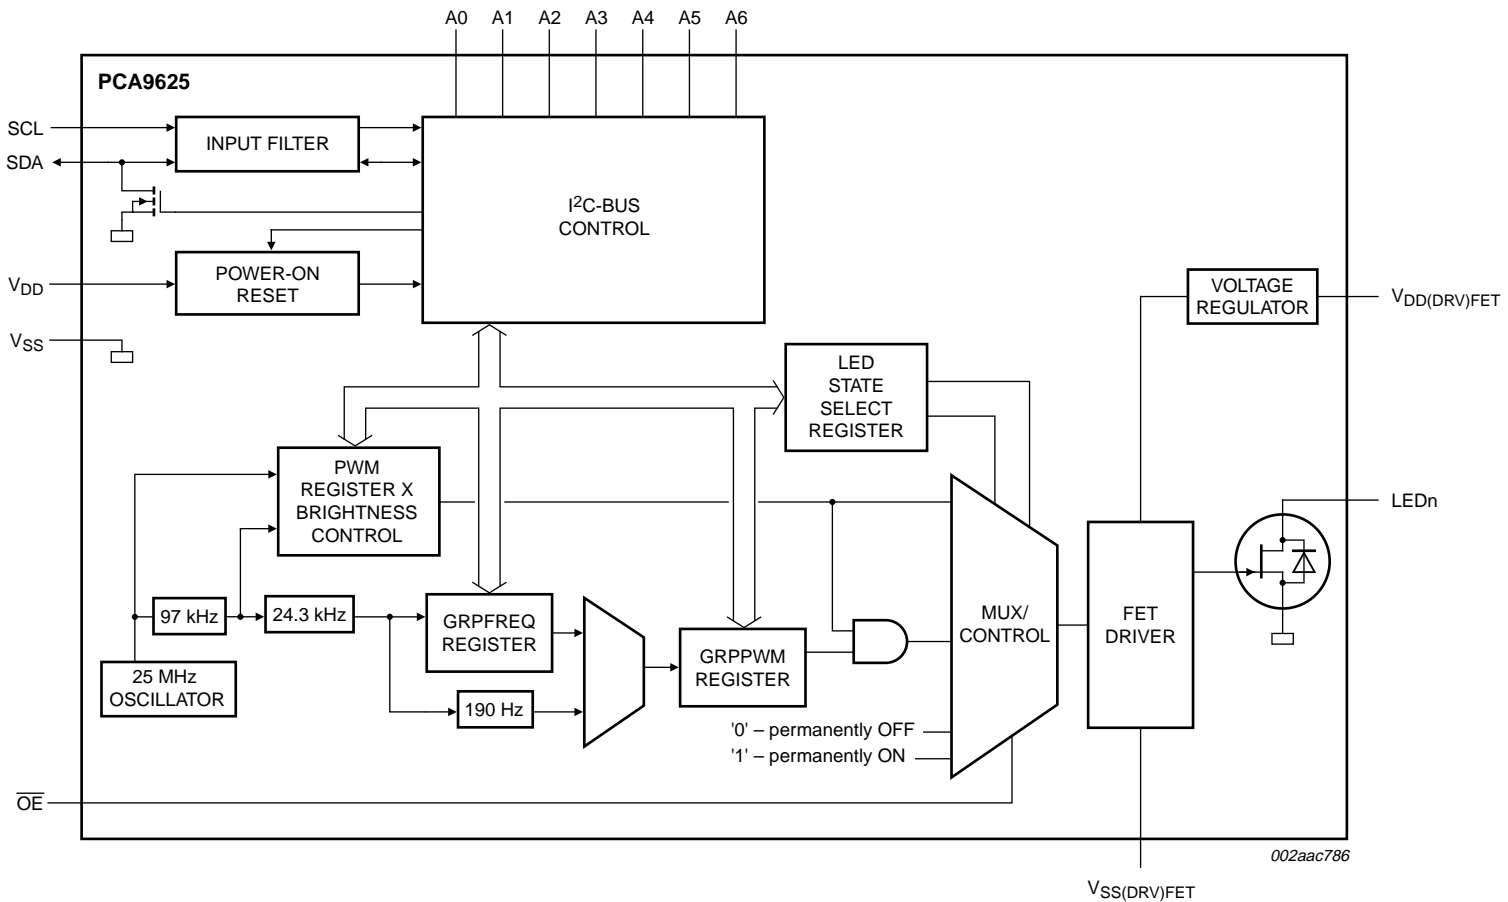 A0 A1 A2 A3 A4 A5 A6
PCA9625
SCL
SDA
INPUT FILTER
I2C-BUS
CONTROL
VDD
POWER-ON
RESET
VSS
VOLTAGE
REGULATOR
VDD(DRV)FET
LED
STATE
SELECT
REGISTER
PWM
REGISTER X
BRIGHTNESS
CONTROL
LEDn
97 kHz
24.3 kHz
GRPFREQ
REGISTER
MUX/
CONTROL
FET
DRIVER
25 MHz
OSCILLATOR
190 Hz
GRPPWM
REGISTER
'0' – permanently OFF
'1' – permanently ON
OE
002aac786
VSS(DRV)FET